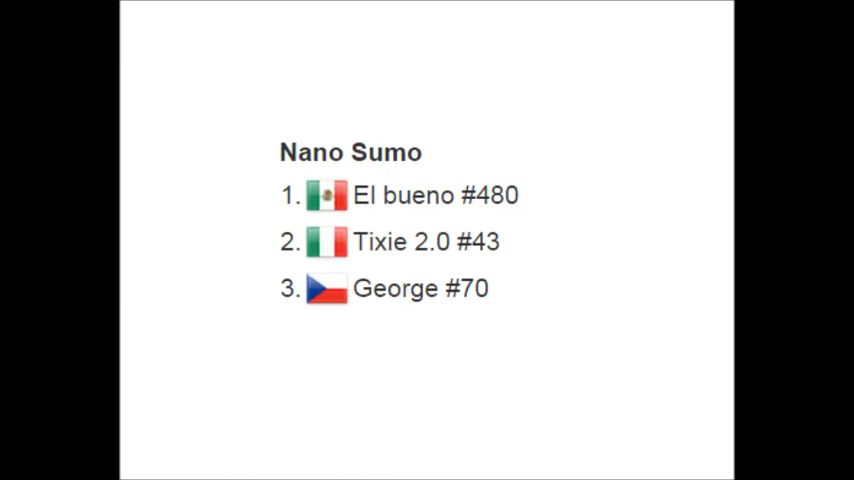 Nano Sumo
1. El bueno #480
2. Tixie 2.0 #43
3. George #70